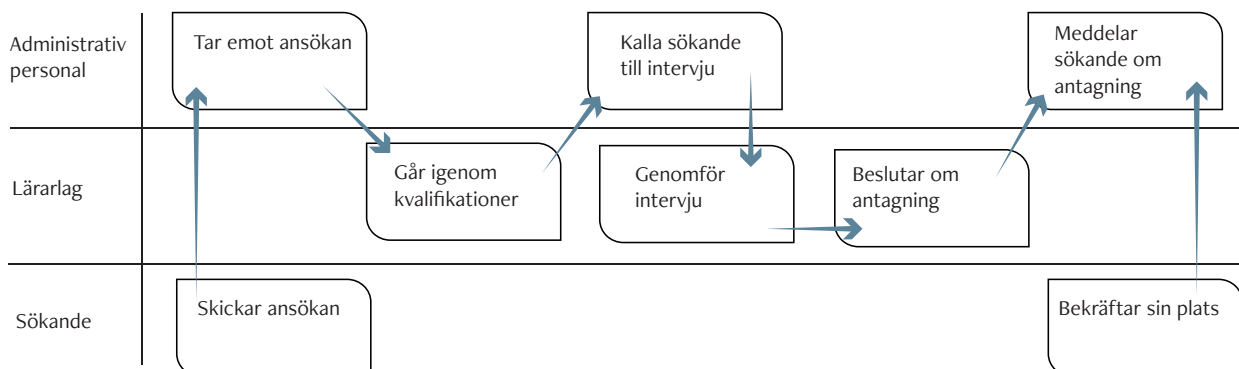 Administrativ
personal
Tar emot ansökan
Kalla sökande
till intervju
Meddelar
sökande om
antagning
Lärarlag
Går igenom
kvalifikationer
Genomför
intervju
Beslutar om
antagning
Sökande
Skickar ansökan
Bekräftar sin plats